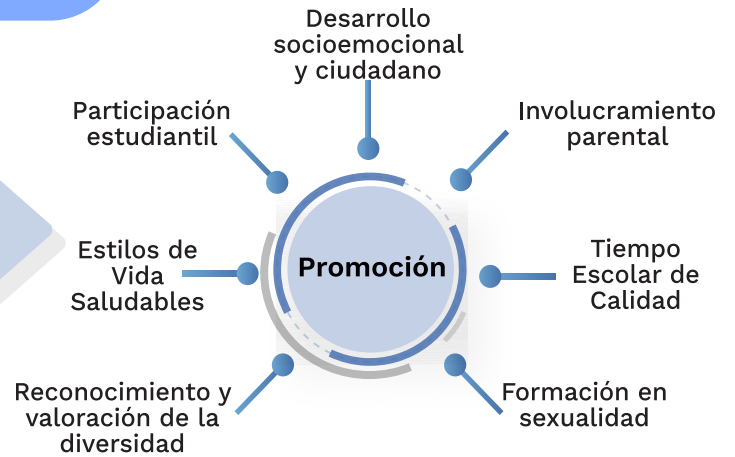 Desarrollo
socioemocional
y ciudadano
Participación
estudiantil
Involucramiento
parental
Estilos de
Vida
Saludables
Promoción
Tiempo
Escolar de
Calidad
Reconocimiento y
valoración de la
diversidad
Formación en
sexualidad